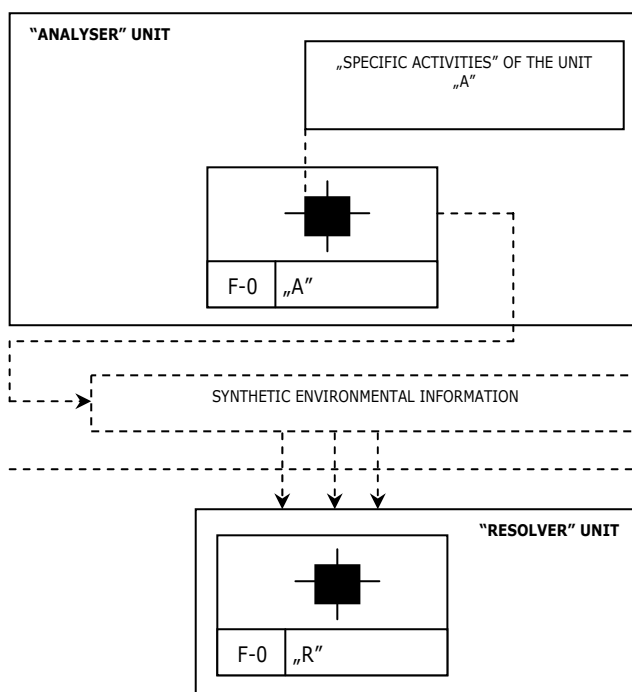 “ANALYSER” UNIT
„SPECIFIC ACTIVITIES” OF THE UNIT
„A”
F-0
„A”
SYNTHETIC ENVIRONMENTAL INFORMATION
“RESOLVER” UNIT
F-0
„R”